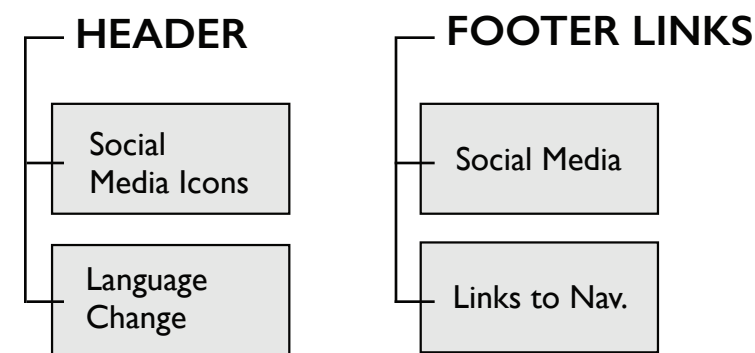 HEADER
Social
Media Icons
Language
Change
FOOTER LINKS
Social Media
Links to Nav.